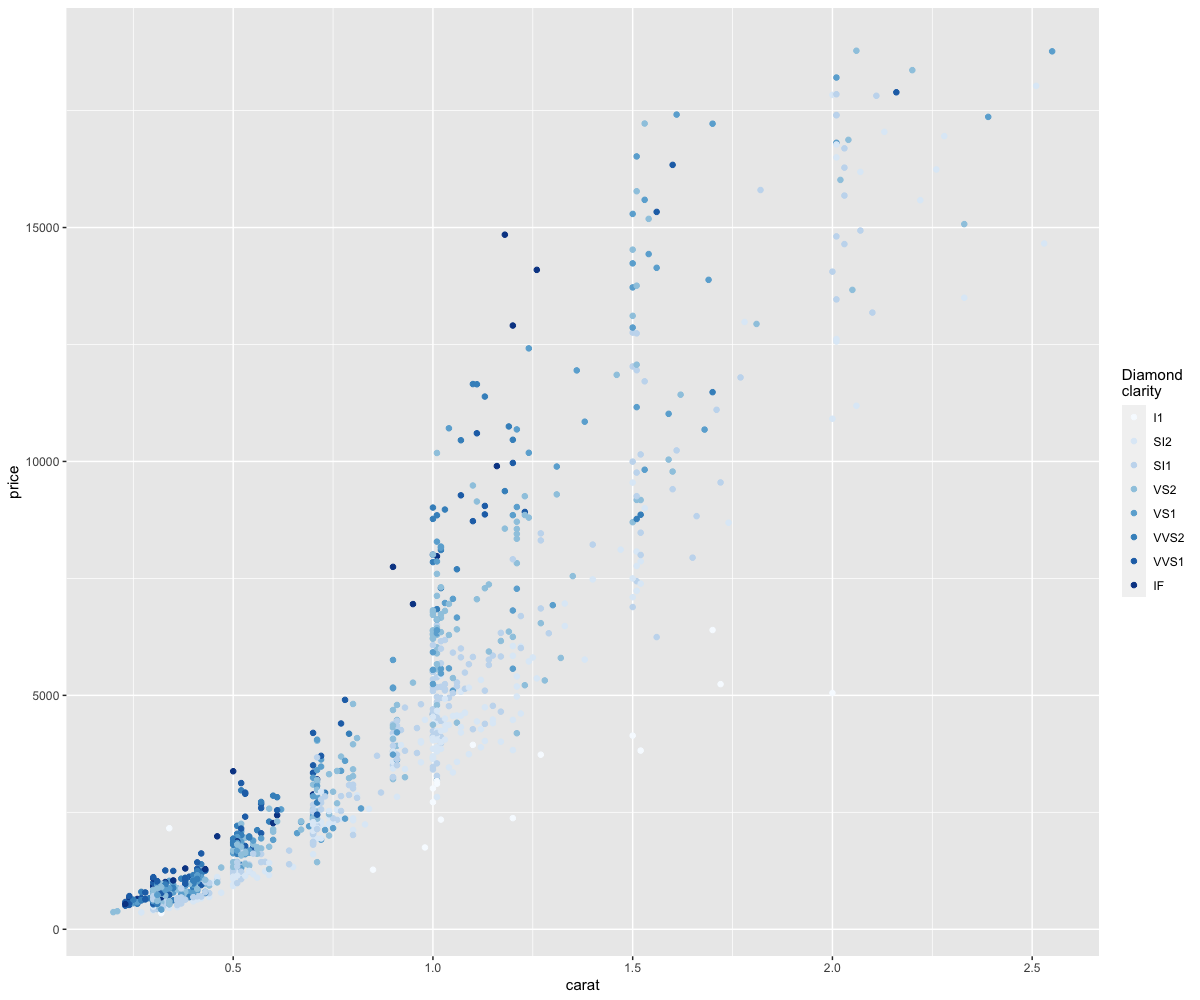 15000
10000
5000
0
price
0.5
1.0
1.5
2.0
2.5
carat
Diamond
clarity
I1
SI2
SI1
VS2
VS1
VVS2
VVS1
IF